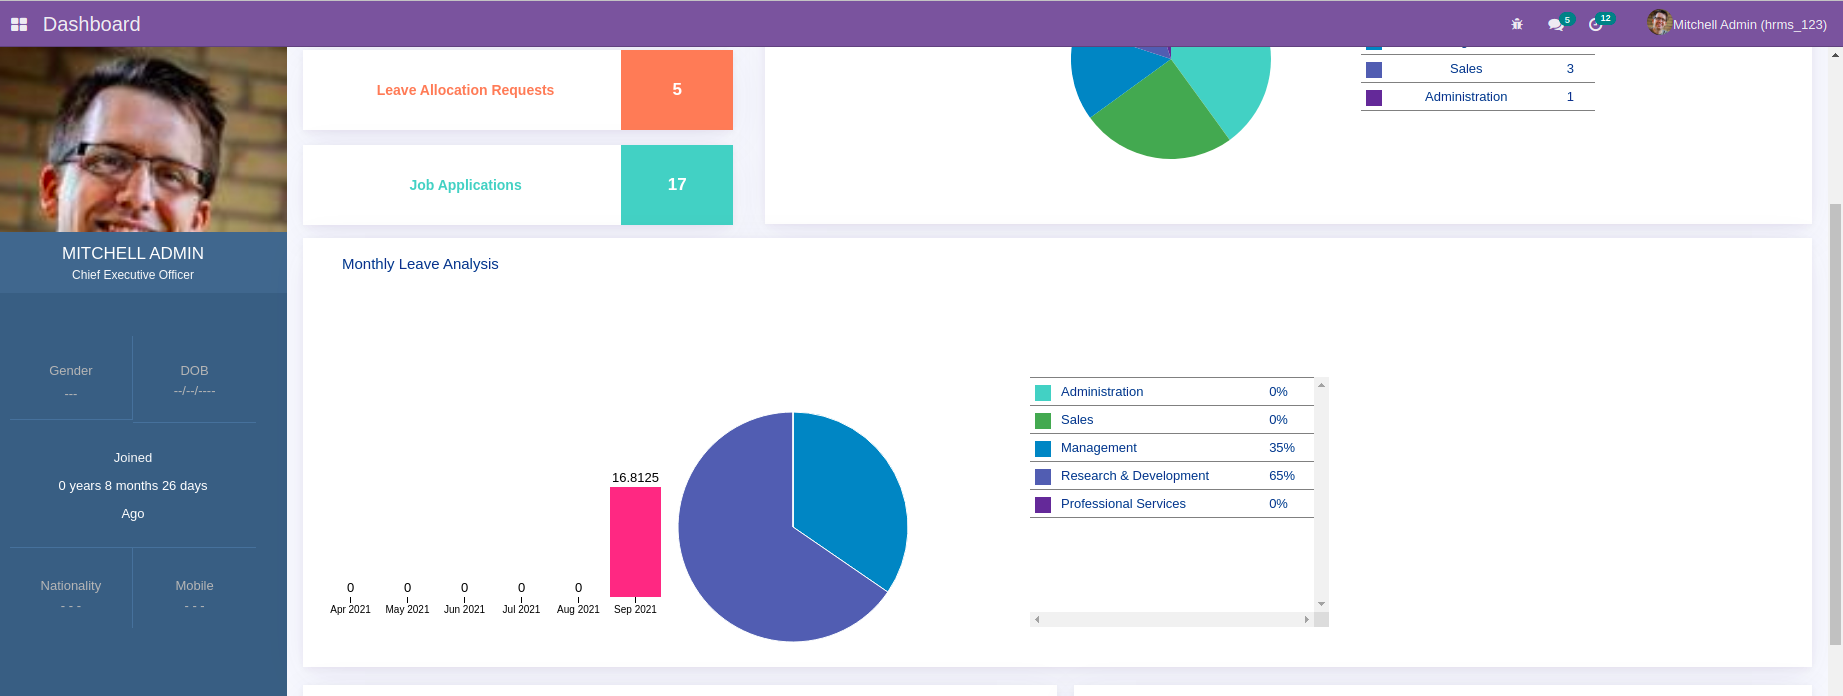 Dashboard
5
12
Mitchell Admin (hrms_123)
Leave Allocation Requests 5
Job Applications 17
Sales 3
Administration 1
MITCHELL ADMIN
Chief Executive Officer
Gender
---
DOB
--/--/----
Joined
0 years 8 months 26 days
Ago
Nationality
- - -
Mobile
- - -
Monthly Leave Analysis
16.8125
0 0 0 0 0
Apr 2021 May 2021 Jun 2021 Jul 2021 Aug 2021 Sep 2021
Administration 0%
Sales 0%
Management 35%
Research & Development 65%
Professional Services 0%